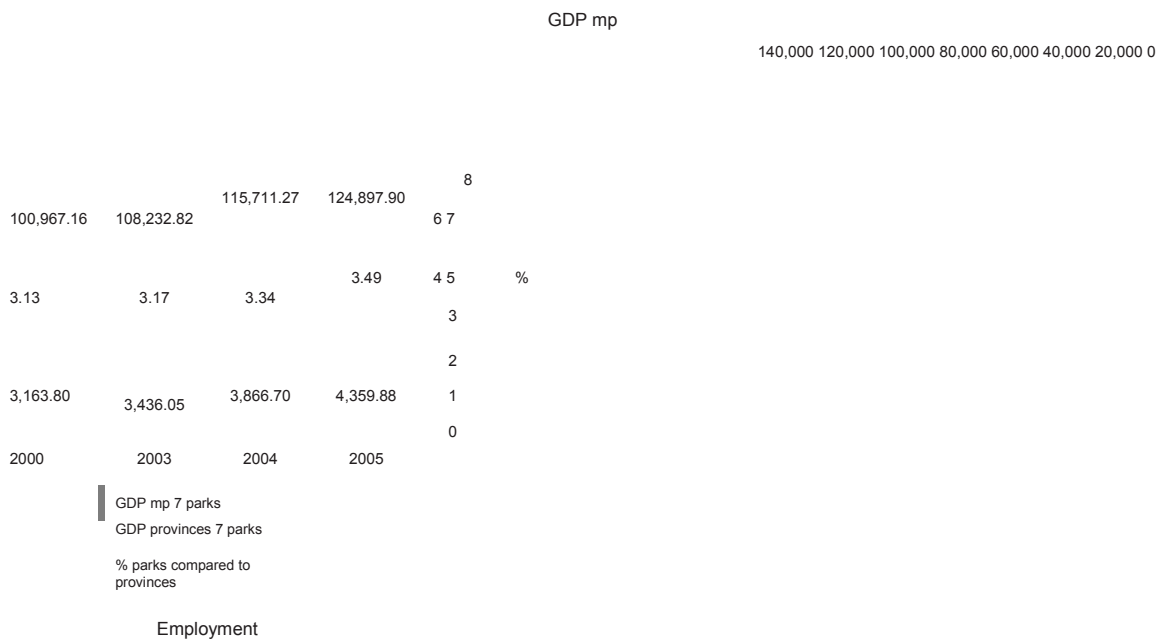 GDP mp
140,000 120,000 100,000 80,000 60,000 40,000 20,000 0
8
115,711.27 124,897.90
100,967.16 108,232.82 6 7
3.49 4 5 %
3.13 3.17 3.34
3
2
3,163.80 3,436.05 3,866.70 4,359.88 1
0
2000 2003 2004 2005
GDP mp 7 parks
GDP provinces 7 parks
% parks compared to
provinces
Employment